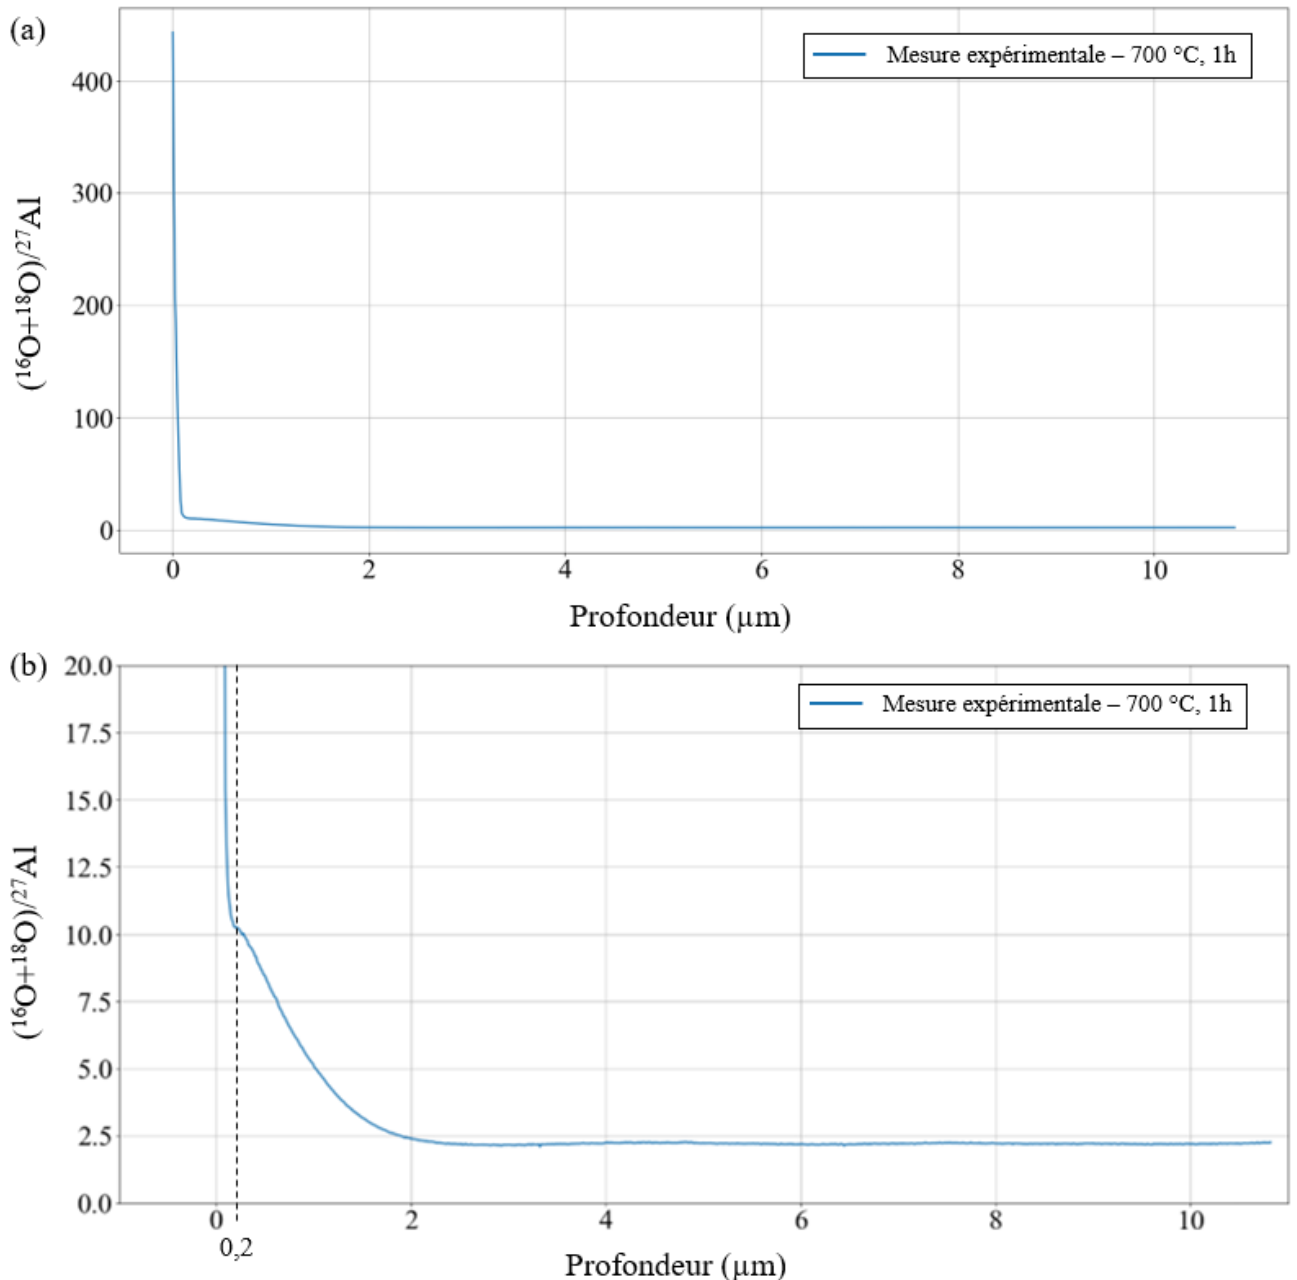 (a)
Mesure expérimentale – 700 °C, 1h
400
300
200
100
0
(¹⁶O+¹⁸O)/²⁷Al
0 2 4 6 8 10
Profondeur (µm)
(b)
Mesure expérimentale – 700 °C, 1h
20.0
17.5
15.0
12.5
10.0
7.5
5.0
2.5
0.0
(¹⁶O+¹⁸O)/²⁷Al
0 2 4 6 8 10
0,2
Profondeur (µm)